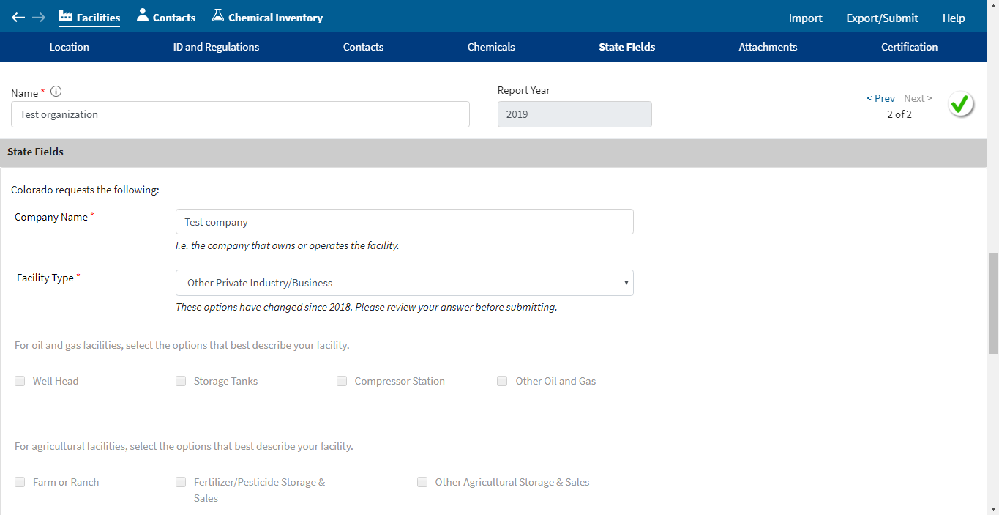 Facilities Contacts Chemical Inventory Import Export/Submit Help
Location ID and Regulations Contacts Chemicals State Fields Attachments Certification
Name *
Report Year
Test organization
2019
< Prev Next >
2 of 2
State Fields
Colorado requests the following:
Company Name *
Test company
I.e. the company that owns or operates the facility.
Facility Type *
Other Private Industry/Business
These options have changed since 2018. Please review your answer before submitting.
For oil and gas facilities, select the options that best describe your facility.
Well Head Storage Tanks Compressor Station Other Oil and Gas
For agricultural facilities, select the options that best describe your facility.
Farm or Ranch Fertilizer/Pesticide Storage & Other Agricultural Storage & Sales
Sales